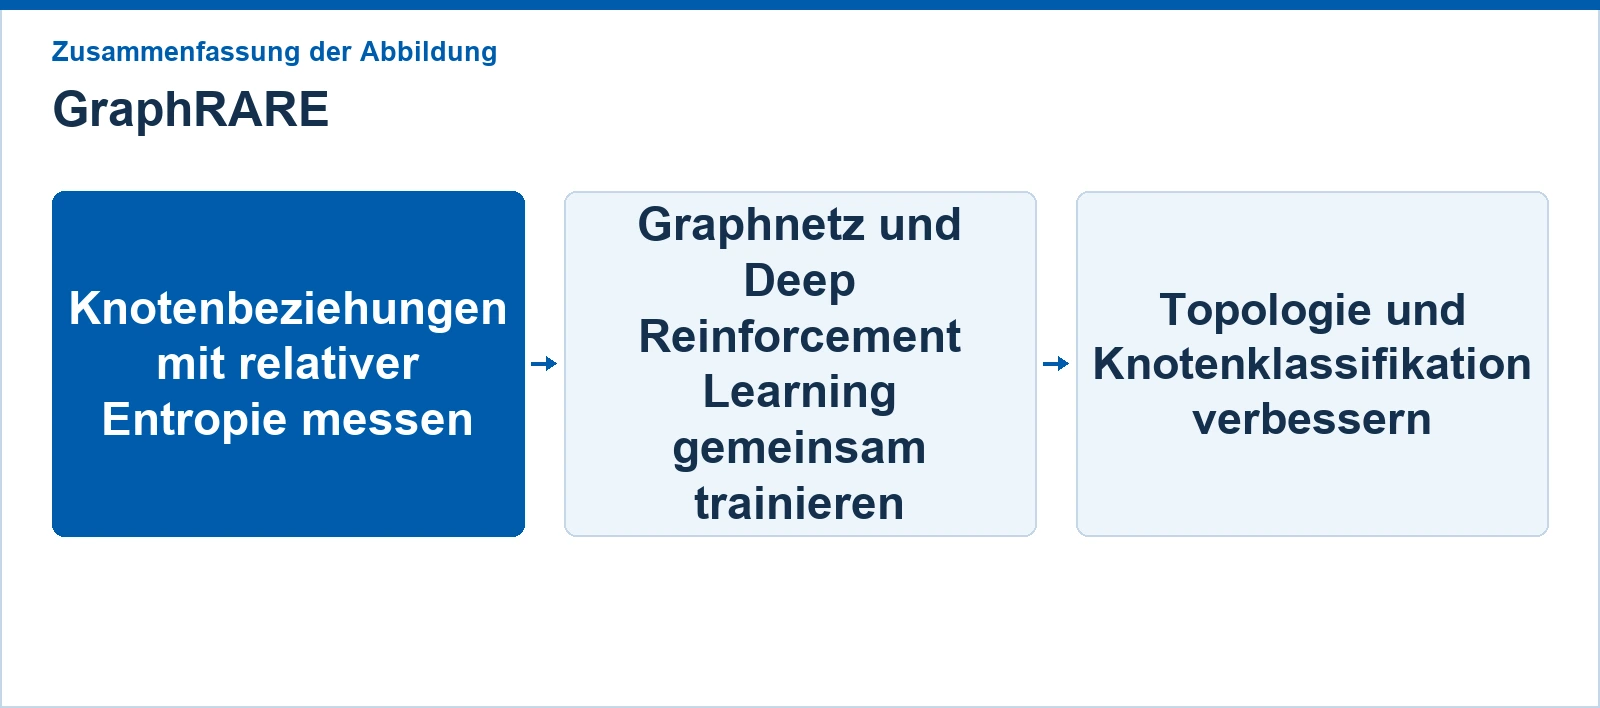 Zusammenfassung der Abbildung
GraphRARE
Knotenbeziehungen
mit relativer
Entropie messen
Graphnetz und
Deep
Reinforcement
Learning
gemeinsam
trainieren
Topologie und
Knotenklassifikation
verbessern